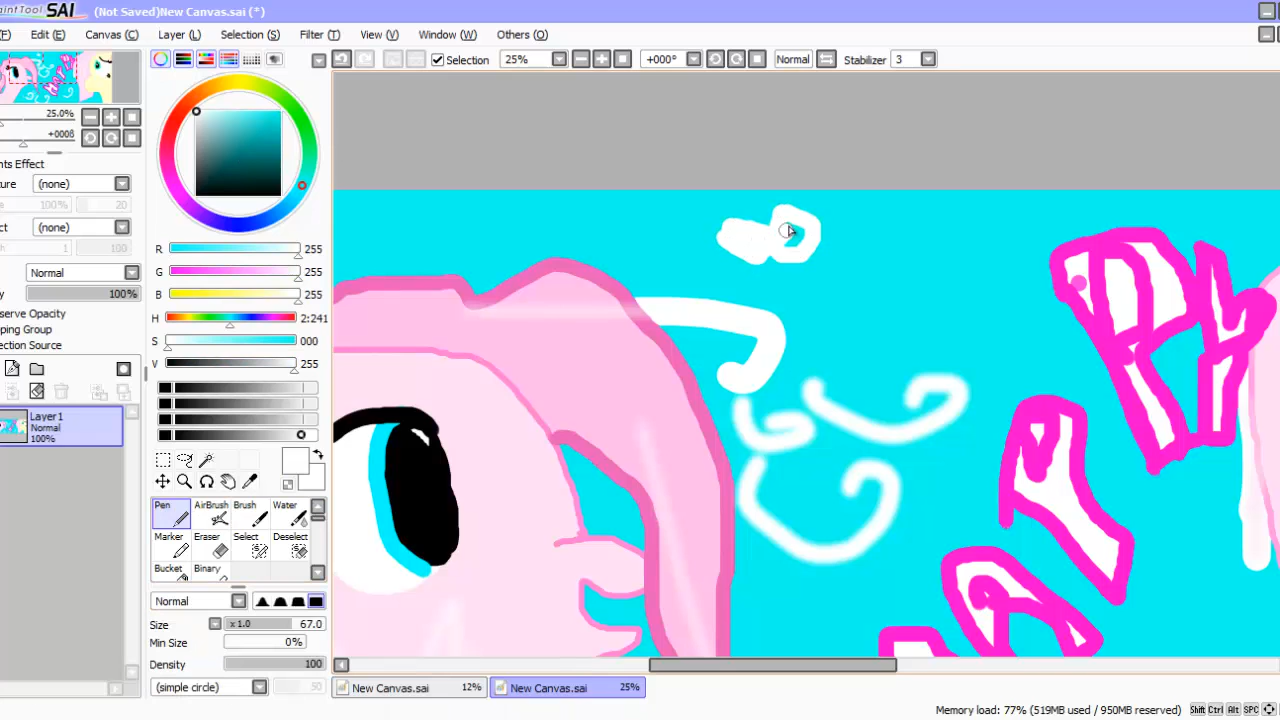 aintTool SAI (Not Saved)New Canvas.sai (*)
(F) Edit (E) Canvas (C) Layer (L) Selection (S) Filter (T) View (V) Window (W) Others (O)
Selection 25% +000° Normal Stabilizer 3
25.0%
+000ß
nts Effect
ture (none)
100% 20
ct (none)
1 100
Normal
y 100%
reserve Opacity
ping Group
ection Source
Layer1
Normal
100%
R 255
G 255
B 255
H 2:241
S 000
V 255
Pen AirBrush Brush Water
Marker Eraser Select Deselect
Bucket Binary
Normal
Size x 1.0 67.0
Min Size 0%
Density 100
(simple circle) 50
New Canvas.sai 12% New Canvas.sai 25%
Memory load: 77% (519MB used / 950MB reserved) Shift Ctrl Alt SPC